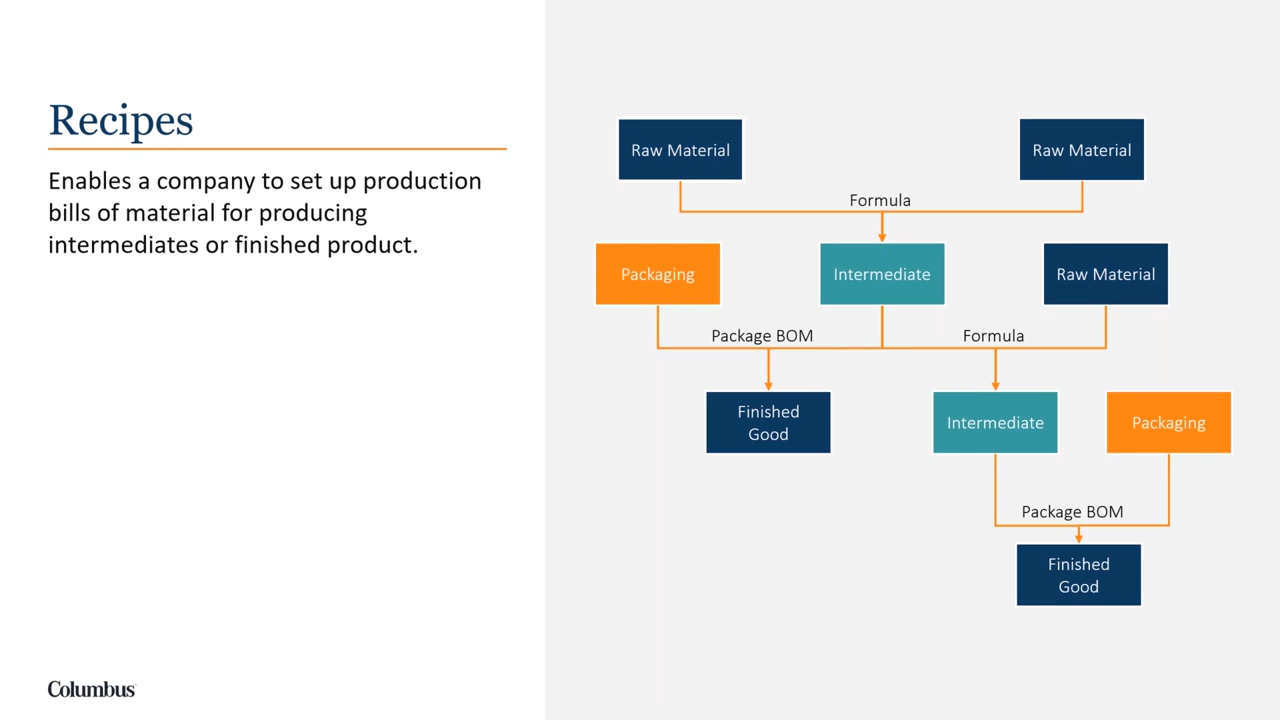 Recipes
Enables a company to set up production
bills of material for producing
intermediates or finished product.
Raw Material
Raw Material
Formula
Packaging
Intermediate
Raw Material
Package BOM
Formula
Finished
Good
Intermediate
Packaging
Package BOM
Finished
Good
Columbus